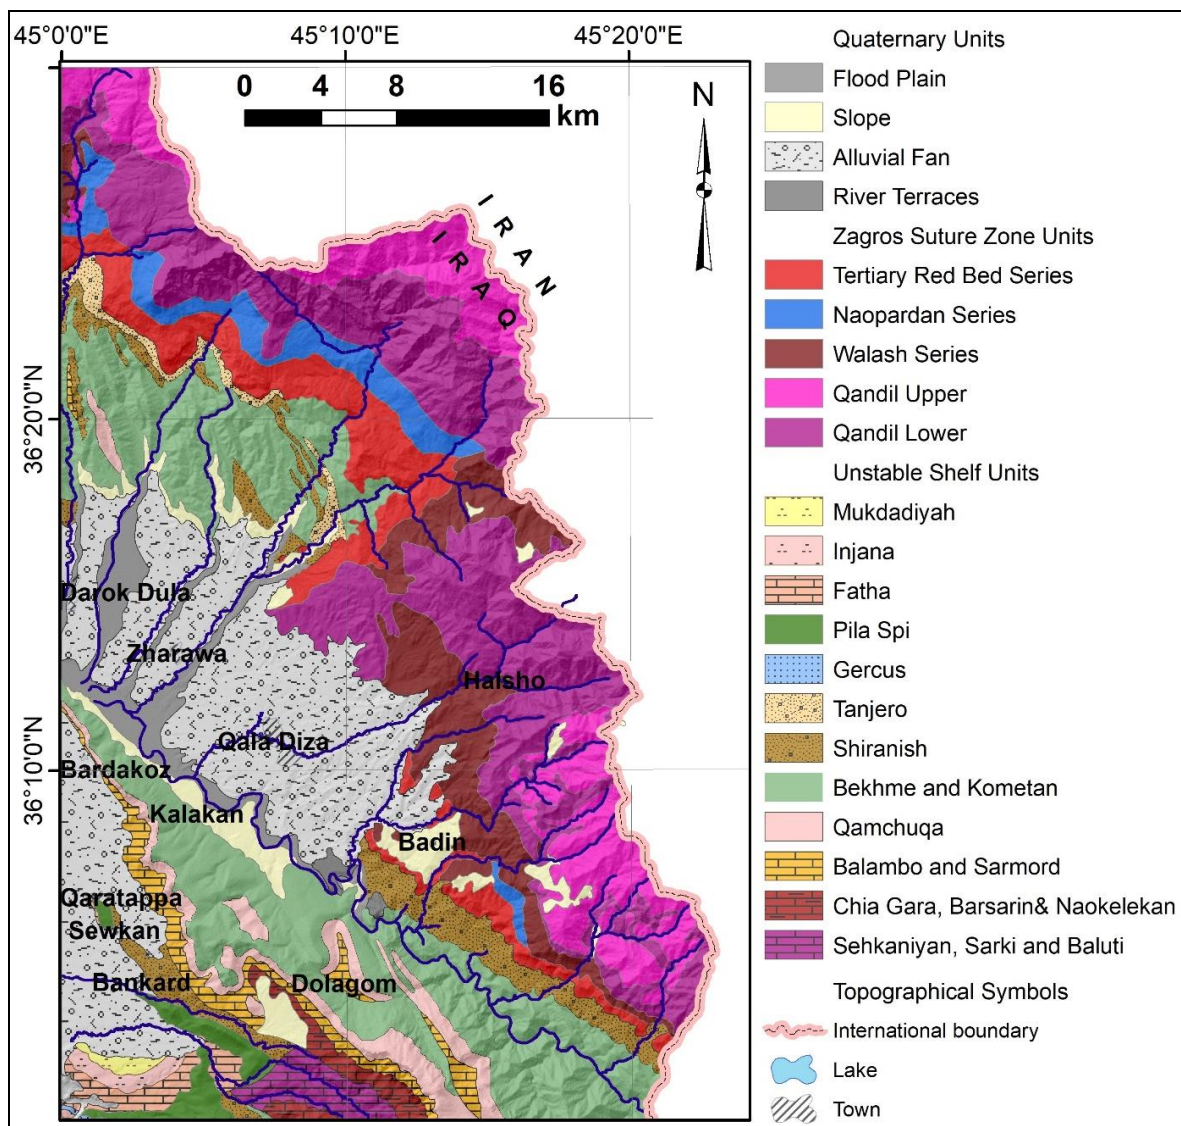 45°0'0"E 45°10'0"E 45°20'0"E
0 4 8 16
km
N
IRAN
IRAQ
36°20'0"N
36°10'0"N
Darok Dula
Zharawa
Halsho
Qala Diza
Bardakoz
Kalakan
Badin
Qaratappa
Sewkan
Bankard
Dolagom
Quaternary Units
Flood Plain
Slope
Alluvial Fan
River Terraces
Zagros Suture Zone Units
Tertiary Red Bed Series
Naopardan Series
Walash Series
Qandil Upper
Qandil Lower
Unstable Shelf Units
Mukdadiyah
Injana
Fatha
Pila Spi
Gercus
Tanjero
Shiranish
Bekhme and Kometan
Qamchuqa
Balambo and Sarmord
Chia Gara, Barsarin& Naokelekan
Sehkaniyan, Sarki and Baluti
Topographical Symbols
International boundary
Lake
Town